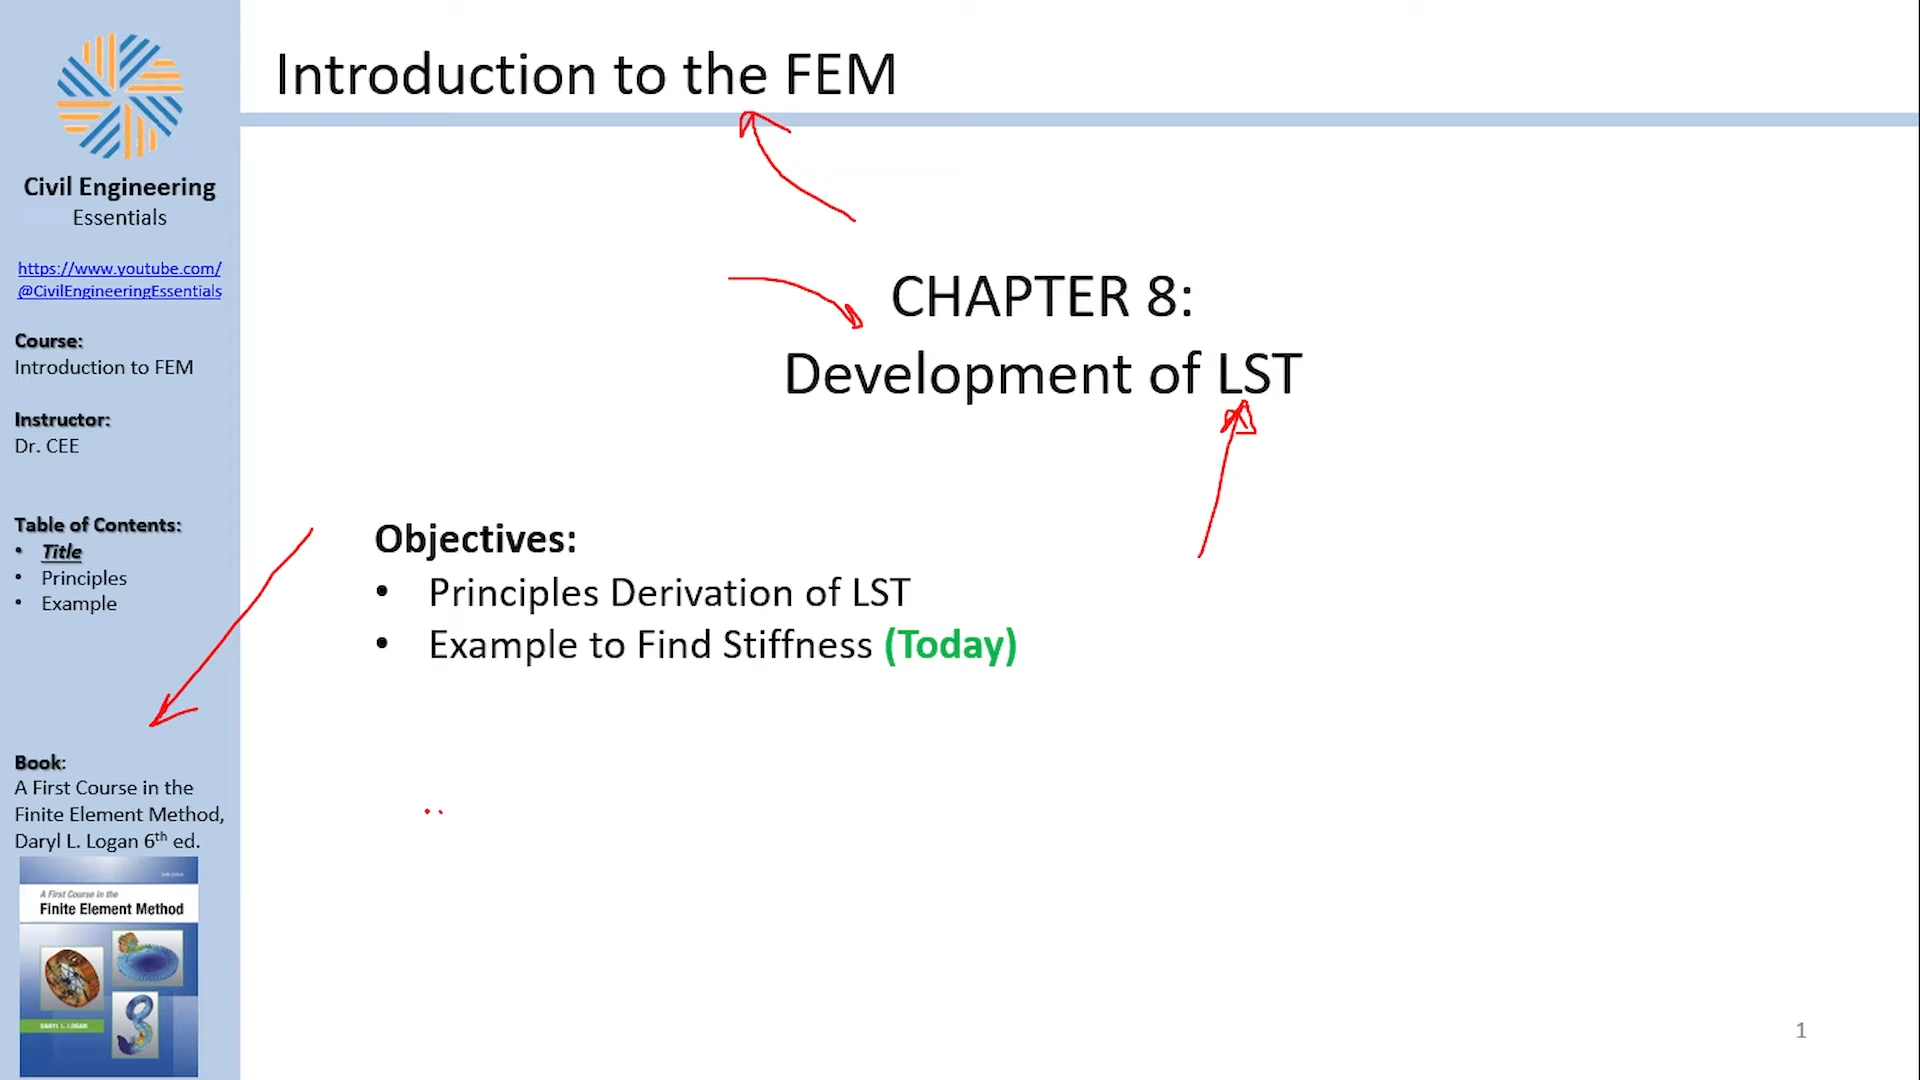 Introduction to the FEM
Civil Engineering
Essentials
https://www.youtube.com/
@CivilEngineeringEssentials
Course:
Introduction to FEM
Instructor:
Dr. CEE
Table of Contents:
• Title
• Principles
• Example
Book:
A First Course in the
Finite Element Method,
Daryl L. Logan 6th ed.
A First Course in the
Finite Element Method
DARYL L. LOGAN
CHAPTER 8:
Development of LST
Objectives:
• Principles Derivation of LST
• Example to Find Stiffness (Today)
1